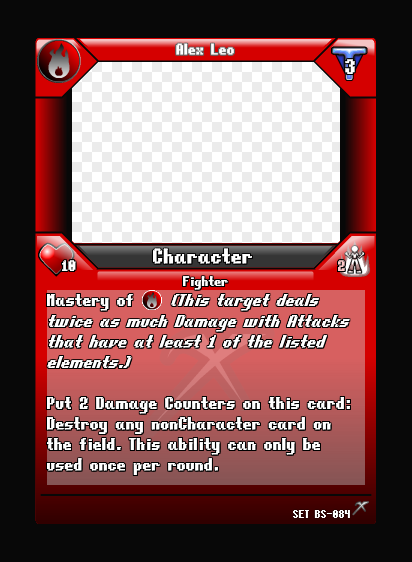 Alex Leo
3
Character
10
2
Fighter
Mastery of (This target deals
twice as much Damage with Attacks
that have at least 1 of the listed
elements.)
Put 2 Damage Counters on this card:
Destroy any nonCharacter card on
the field. This ability can only be
used once per round.
SET BS-084